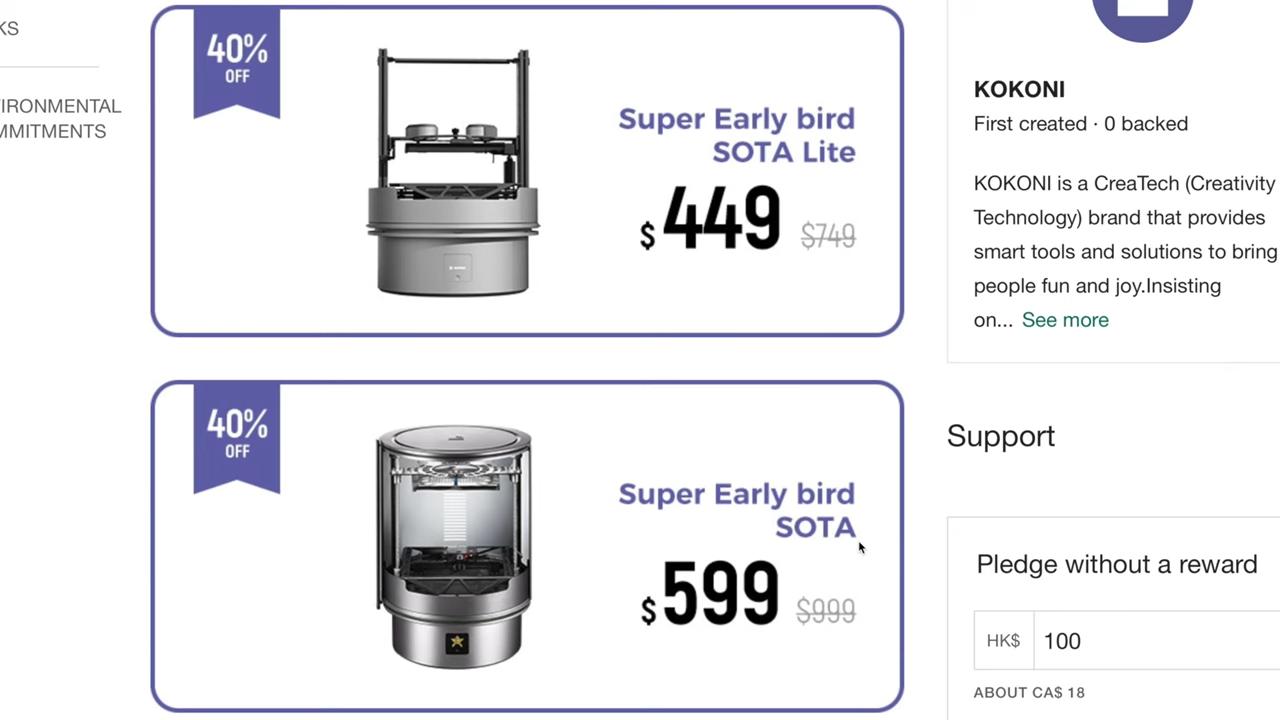 KS
IRONMENTAL
MMITMENTS
40%
OFF
Super Early bird
SOTA Lite
$449 $749
40%
OFF
Super Early bird
SOTA
$599 $999
KOKONI
First created · 0 backed
KOKONI is a CreaTech (Creativity
Technology) brand that provides
smart tools and solutions to bring
people fun and joy.Insisting
on... See more
Support
Pledge without a reward
HK$ 100
ABOUT CA$ 18